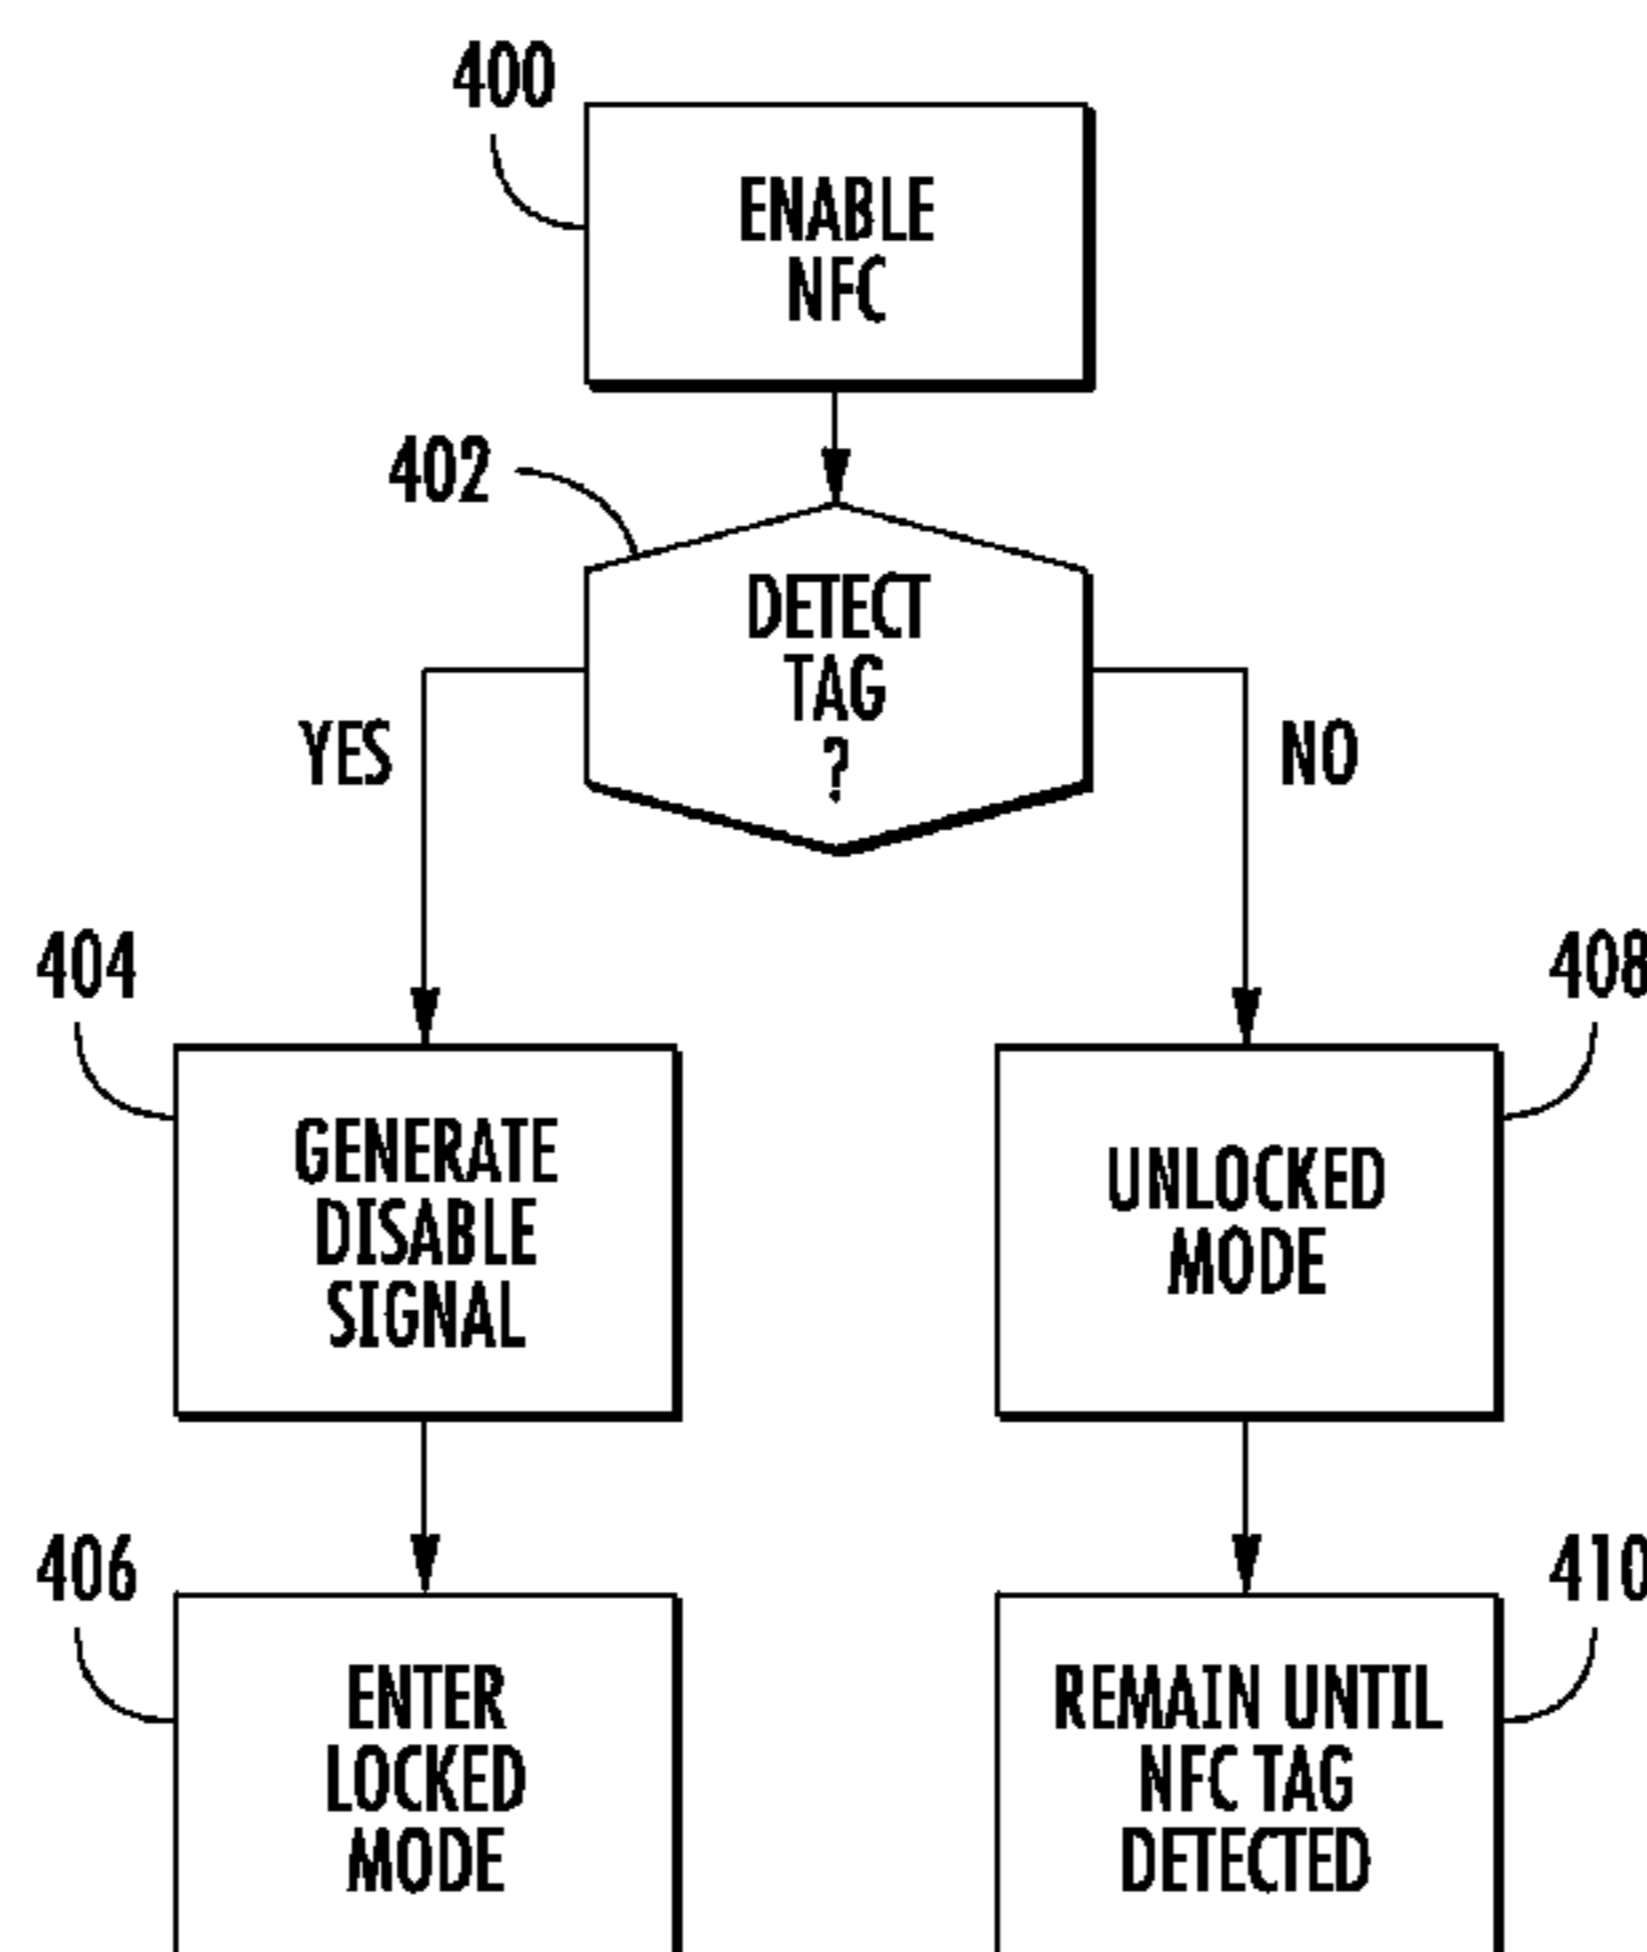 400
ENABLE
NFC
402
DETECT
TAG
?
YES
NO
404
408
GENERATE
DISABLE
SIGNAL
UNLOCKED
MODE
406
410
ENTER
LOCKED
MODE
REMAIN UNTIL
NFC TAG
DETECTED